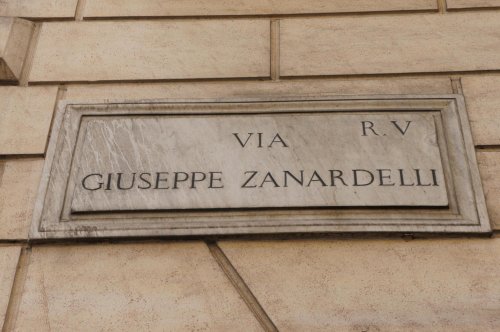 VIA R.V
GIUSEPPE ZANARDELLI